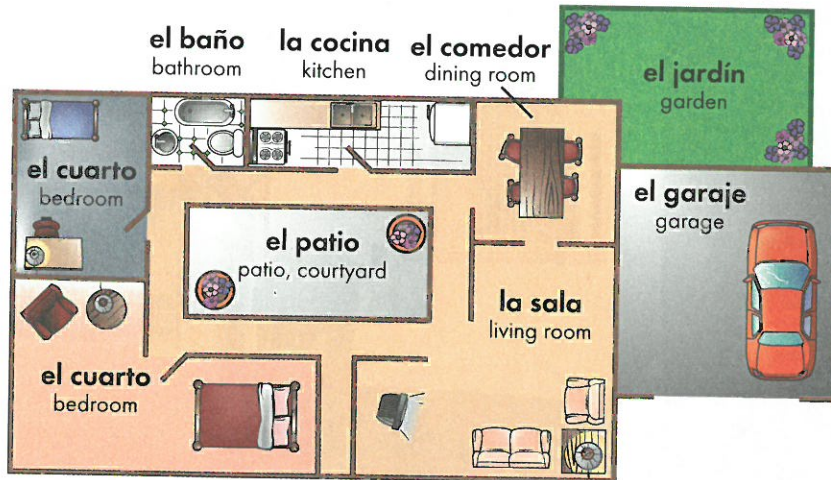 el baño
bathroom
la cocina
kitchen
el comedor
dining room
el jardín
garden
el cuarto
bedroom
el garaje
garage
el patio
patio, courtyard
la sala
living room
el cuarto
bedroom